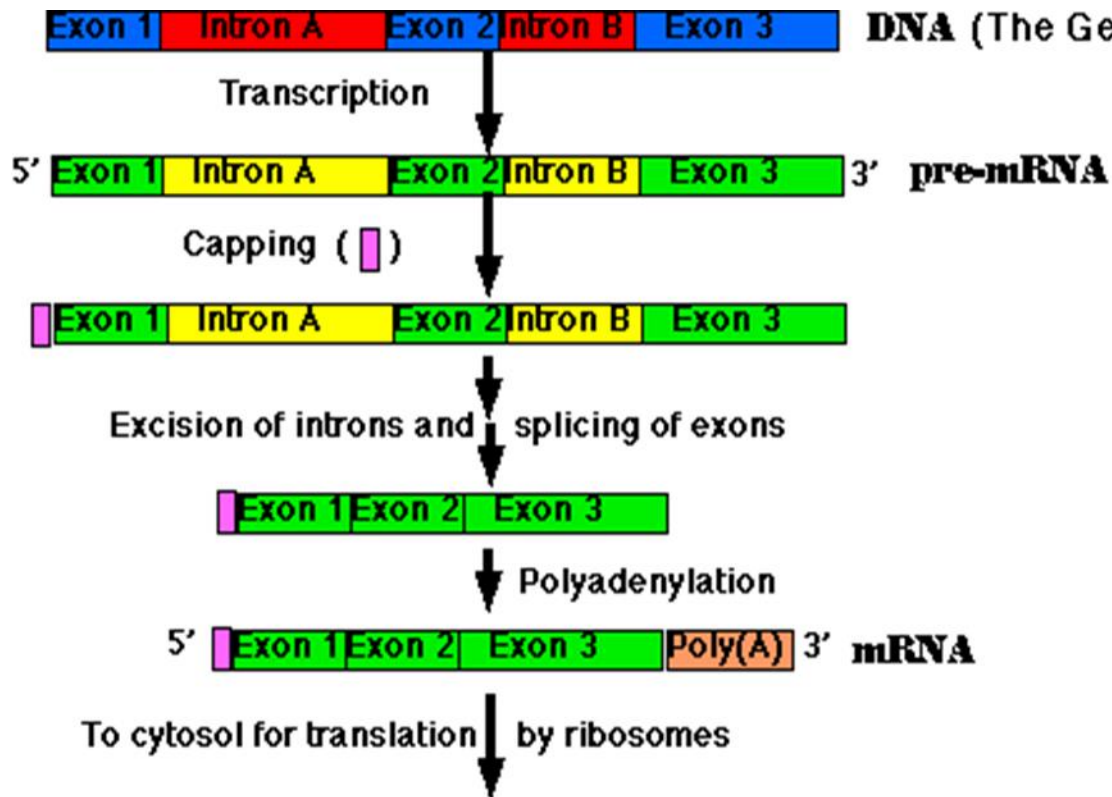 Exon 1 Intron A Exon 2 Intron B Exon 3 DNA (The Ge
Transcription
5' Exon 1 Intron A Exon 2 Intron B Exon 3 3' pre-mRNA
Capping ( )
Exon 1 Intron A Exon 2 Intron B Exon 3
Excision of introns and splicing of exons
Exon 1 Exon 2 Exon 3
Polyadenylation
5' Exon 1 Exon 2 Exon 3 Poly(A) 3' mRNA
To cytosol for translation by ribosomes